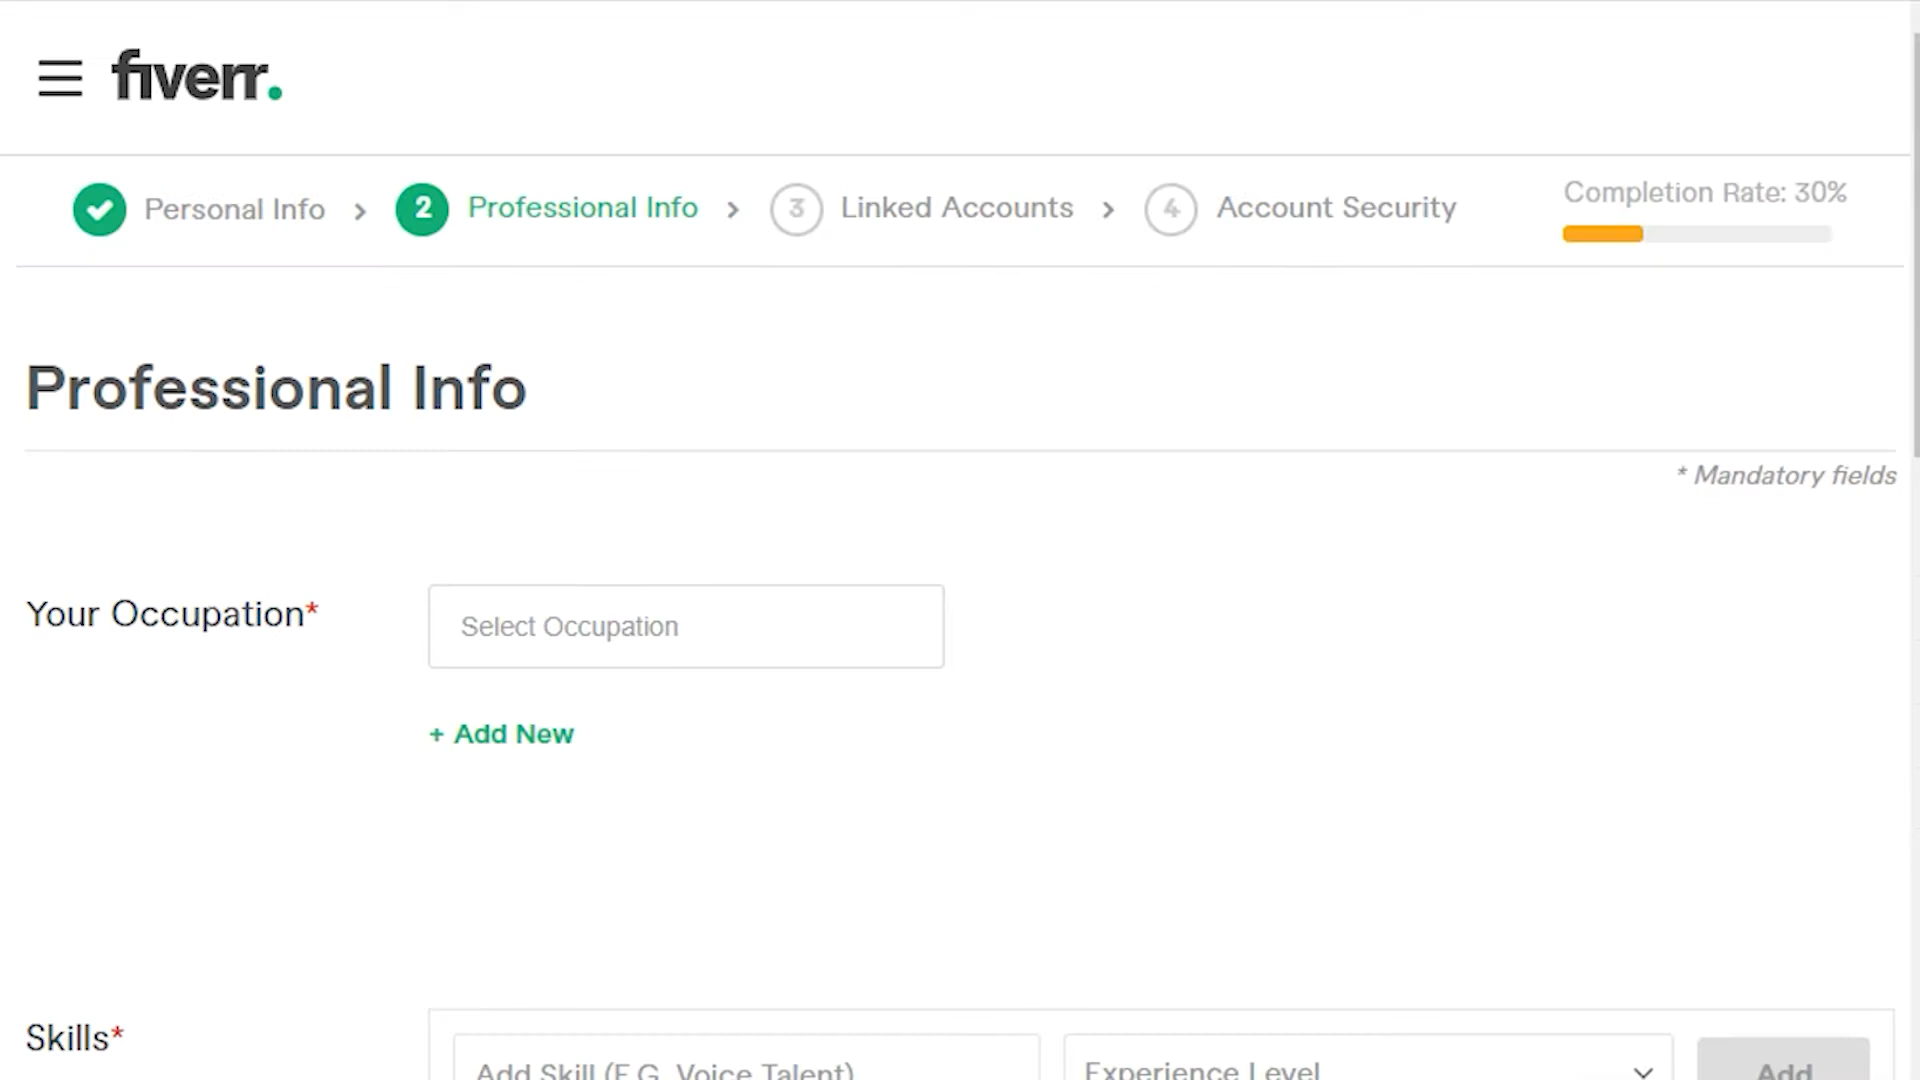 fiverr.
Personal Info > 2 Professional Info > 3 Linked Accounts > 4 Account Security
Completion Rate: 30%
Professional Info
* Mandatory fields
Your Occupation*
Select Occupation
+ Add New
Skills*
Add Skill (E.G. Voice Talent)
Experience Level
Add